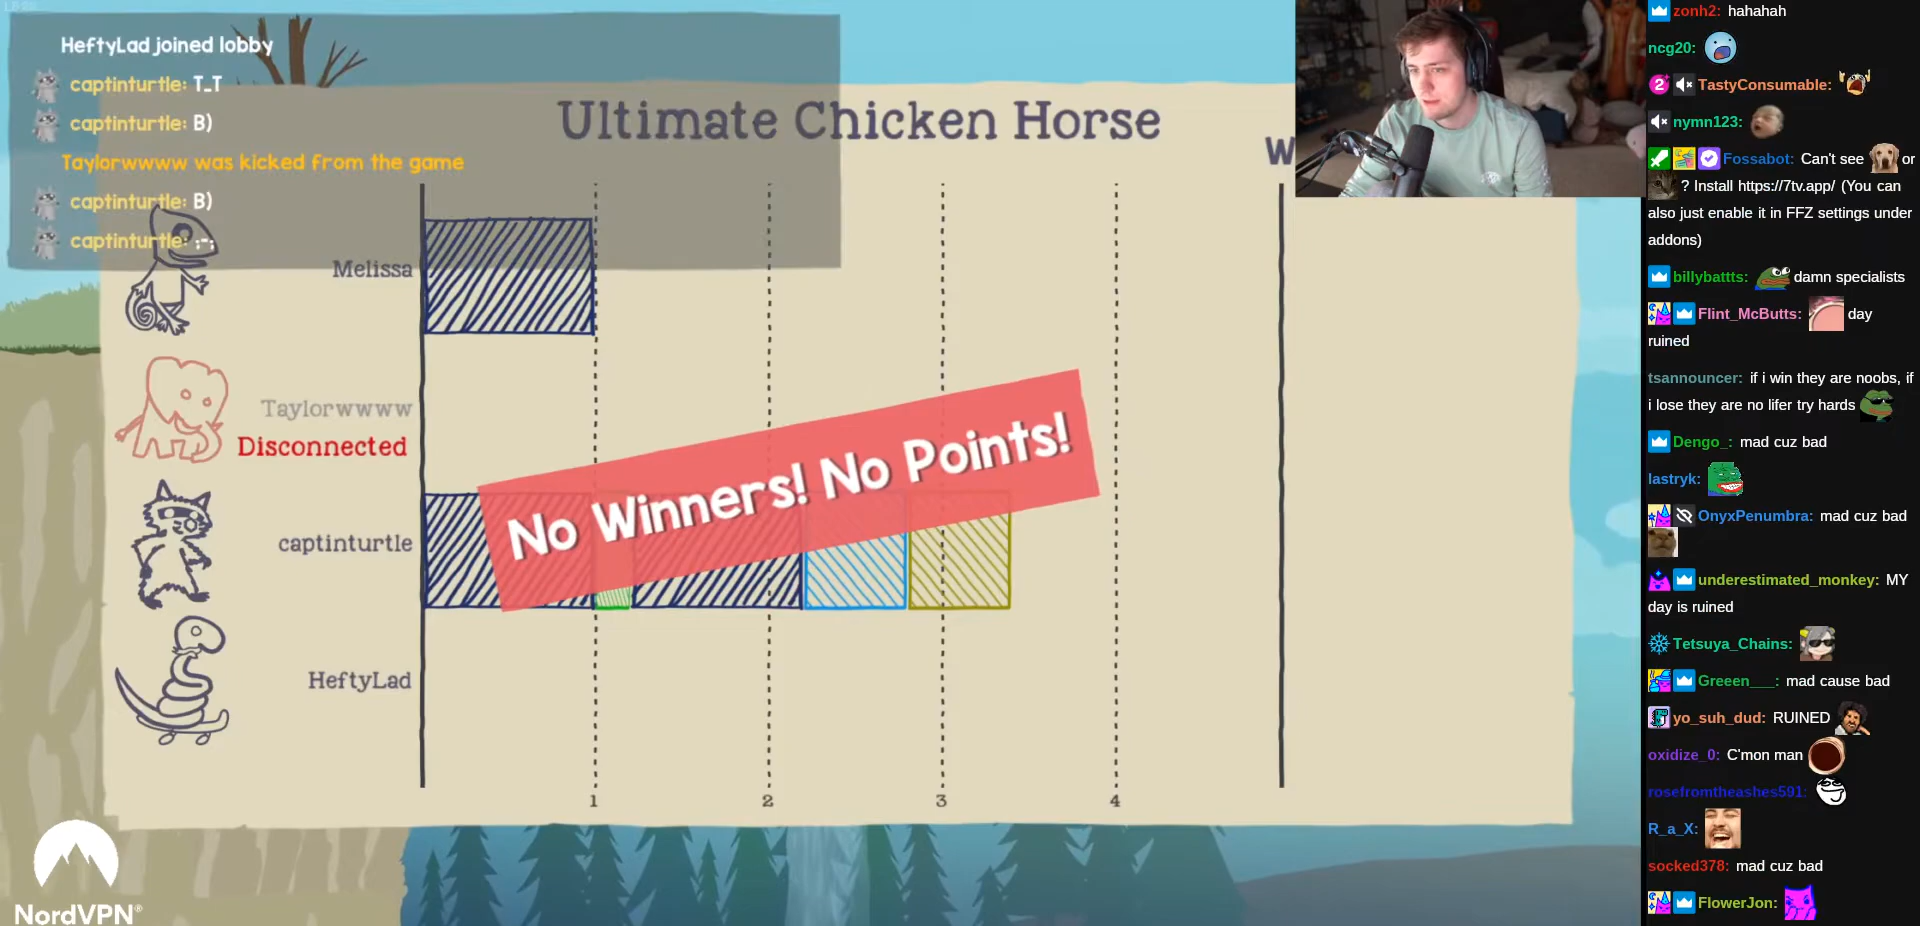 HeftyLad joined lobby
captinturtle: T_T
captinturtle: B)
Taylorwwww was kicked from the game
captinturtle: B)
captinturtle: ;-;
Ultimate Chicken Horse
W
Melissa
Taylorwwww
Disconnected
captinturtle
HeftyLad
No Winners! No Points!
1
2
3
4
NordVPN®
zonh2: hahahah
ncg20:
2 TastyConsumable:
nymn123:
Fossabot: Can't see or
? Install https://7tv.app/ (You can
also just enable it in FFZ settings under
addons)
billybattts: damn specialists
Flint_McButts: day
ruined
tsannouncer: if i win they are noobs, if
i lose they are no lifer try hards
Dengo_: mad cuz bad
lastryk:
OnyxPenumbra: mad cuz bad
underestimated_monkey: MY
day is ruined
Tetsuya_Chains:
Greeen___: mad cause bad
yo_suh_dud: RUINED
oxidize_0: C'mon man
rosefromtheashes591:
R_a_X:
socked378: mad cuz bad
FlowerJon: